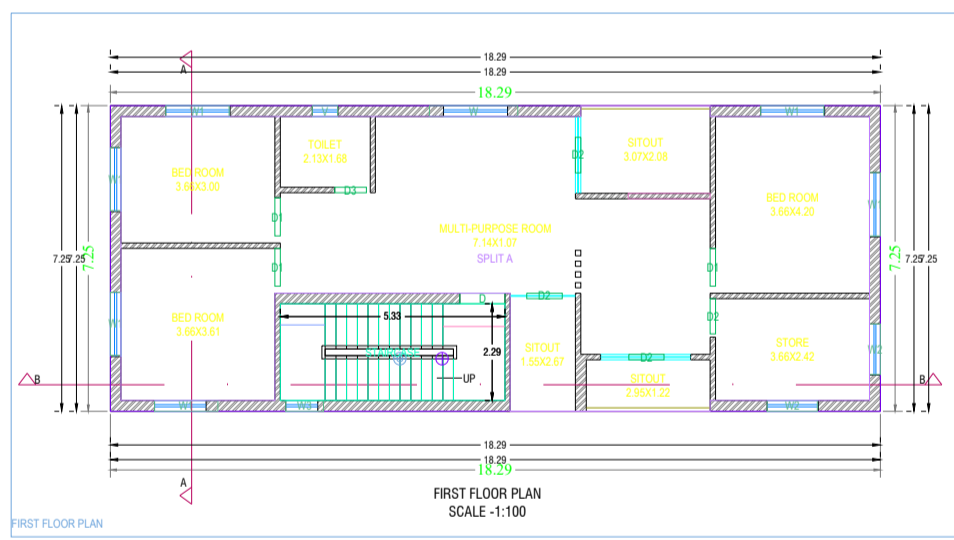 A
18.29
18.29
18.29
W1
V
W
W1
TOILET
2.13X1.68
SITOUT
3.07X2.08
D2
BED ROOM
3.66X3.00
D3
BED ROOM
3.66X4.20
W1
D1
MULTI-PURPOSE ROOM
7.14X1.07
SPLIT A
7.25
7.25
7.25
7.25
7.25
7.25
D1
D1
D
D2
D2
BED ROOM
3.66X3.61
5.33
STAIRCASE
2.29
UP
SITOUT
1.55X2.67
D2
SITOUT
2.95X1.22
STORE
3.66X2.42
W2
B
B
W1
W3
W2
18.29
18.29
18.29
A
FIRST FLOOR PLAN
SCALE -1:100
FIRST FLOOR PLAN